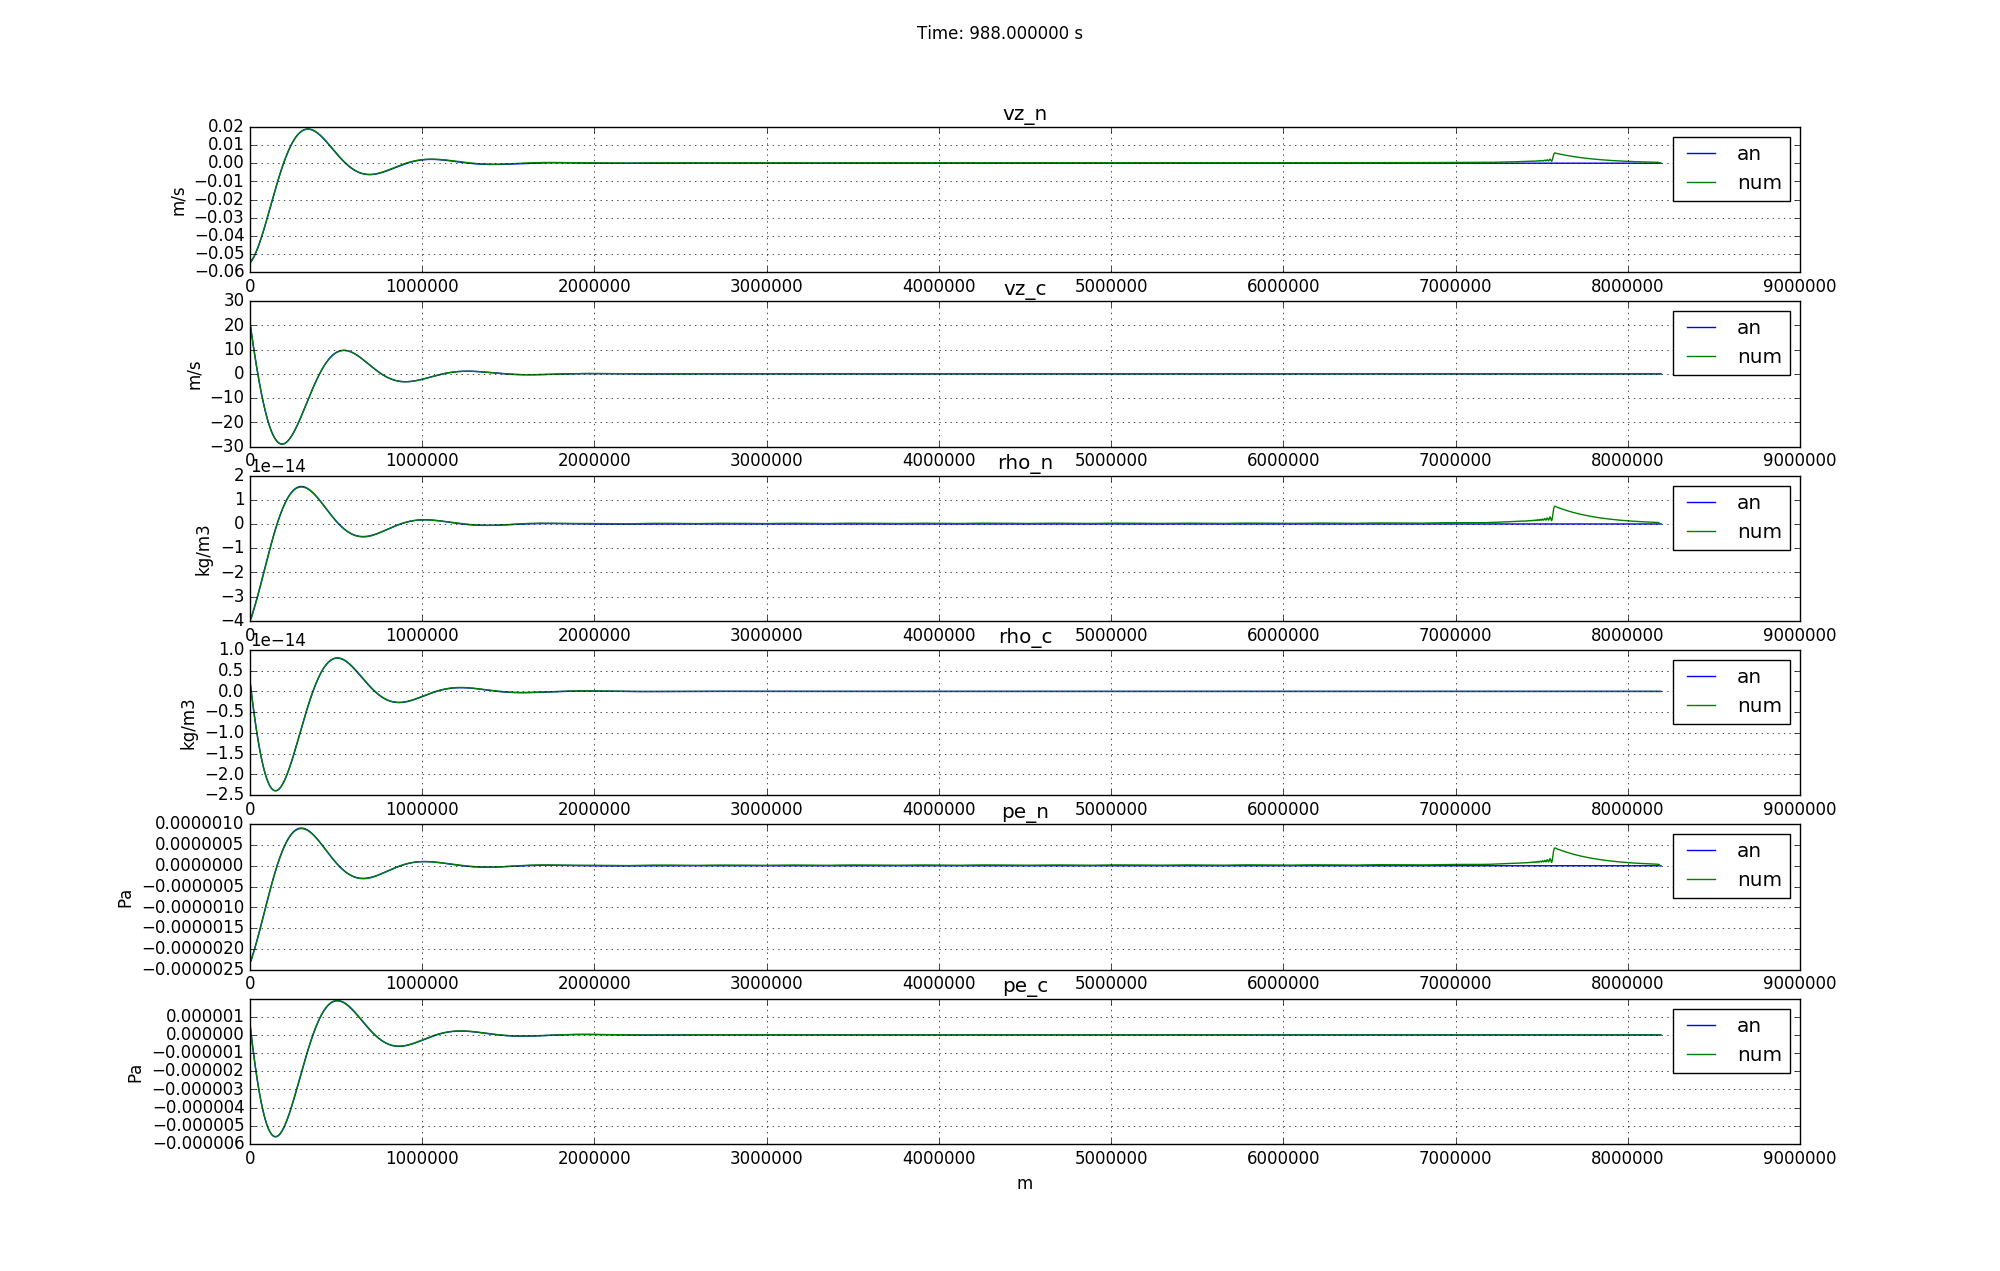 Time: 988.000000 s
vz_n
0.02
0.01
0.00
−0.01
−0.02
−0.03
−0.04
−0.05
−0.06
m/s
an
num
0 1000000 2000000 3000000 4000000 5000000 6000000 7000000 8000000 9000000
vz_c
30
20
10
0
−10
−20
−30
m/s
an
num
0 1000000 2000000 3000000 4000000 5000000 6000000 7000000 8000000 9000000
1e−14
rho_n
2
1
0
−1
−2
−3
−4
kg/m3
an
num
0 1000000 2000000 3000000 4000000 5000000 6000000 7000000 8000000 9000000
1e−14
rho_c
1.0
0.5
0.0
−0.5
−1.0
−1.5
−2.0
−2.5
kg/m3
an
num
0 1000000 2000000 3000000 4000000 5000000 6000000 7000000 8000000 9000000
pe_n
0.0000010
0.0000005
0.0000000
−0.0000005
−0.0000010
−0.0000015
−0.0000020
−0.0000025
Pa
an
num
0 1000000 2000000 3000000 4000000 5000000 6000000 7000000 8000000 9000000
pe_c
0.000001
0.000000
−0.000001
−0.000002
−0.000003
−0.000004
−0.000005
−0.000006
Pa
an
num
0 1000000 2000000 3000000 4000000 5000000 6000000 7000000 8000000 9000000
m